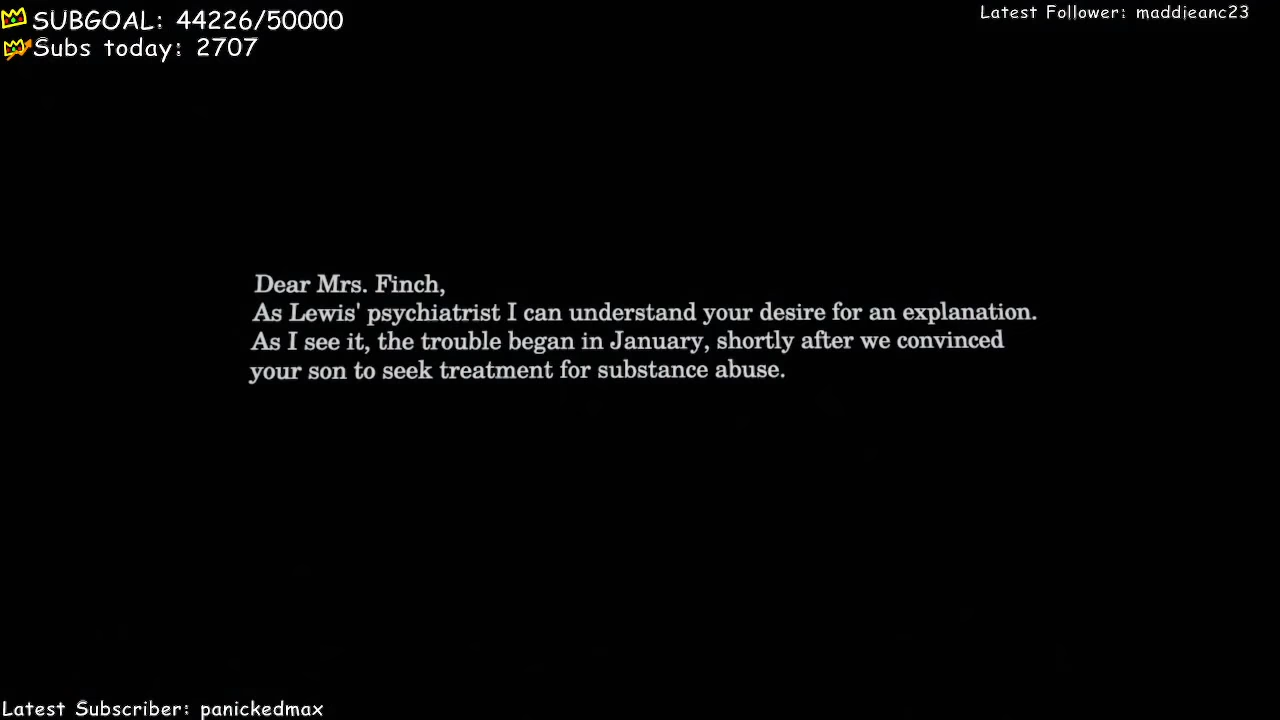 SUBGOAL: 44226/50000
Subs today: 2707
Latest Follower: maddieanc23
Dear Mrs. Finch,
As Lewis' psychiatrist I can understand your desire for an explanation.
As I see it, the trouble began in January, shortly after we convinced
your son to seek treatment for substance abuse.
Latest Subscriber: panickedmax